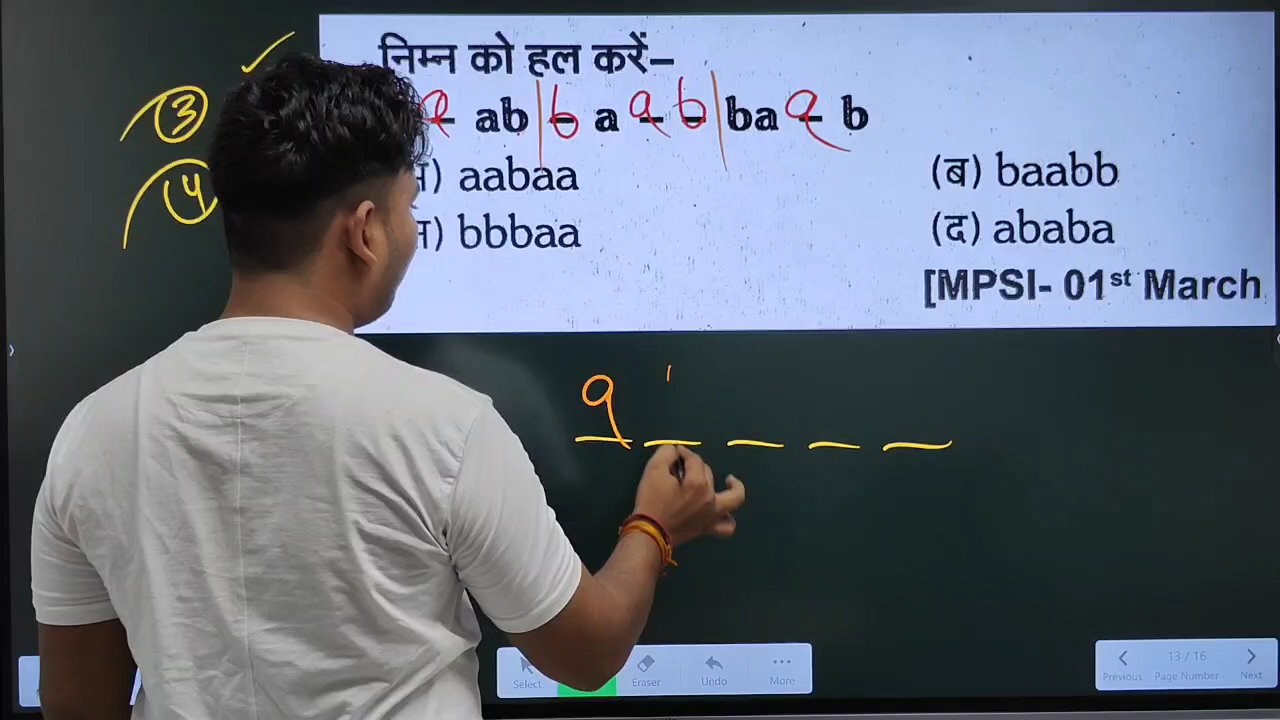 निम्न को हल करें–
③ a – ab | b a a b | ba a b
aabaa (ब) baabb
④ bbbaa (द) ababa
[MPSI- 01st March
a
Select Eraser Undo More
Previous 13 / 16 Page Number Next